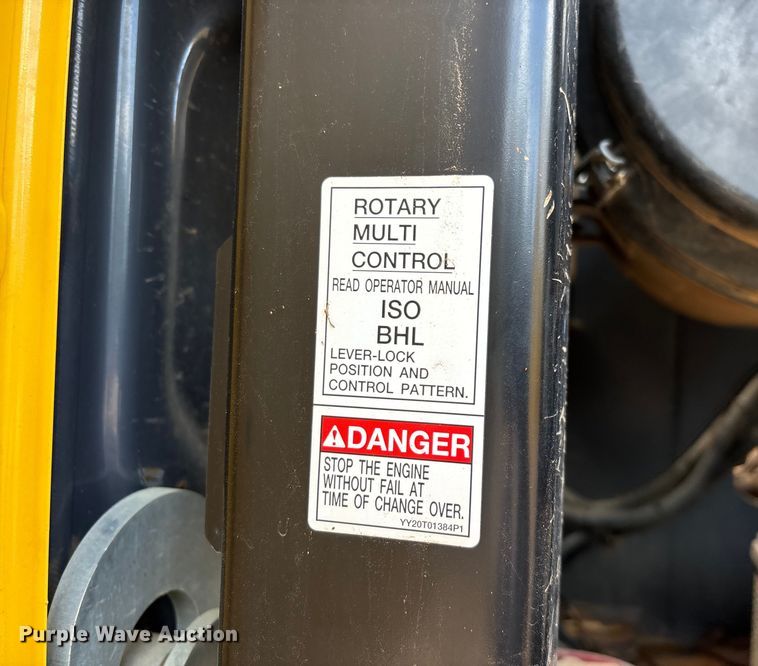 ROTARY
MULTI
CONTROL
READ OPERATOR MANUAL
ISO
BHL
LEVER-LOCK
POSITION AND
CONTROL PATTERN.
DANGER
STOP THE ENGINE
WITHOUT FAIL AT
TIME OF CHANGE OVER.
YY20T01384P1
Purple Wave Auction